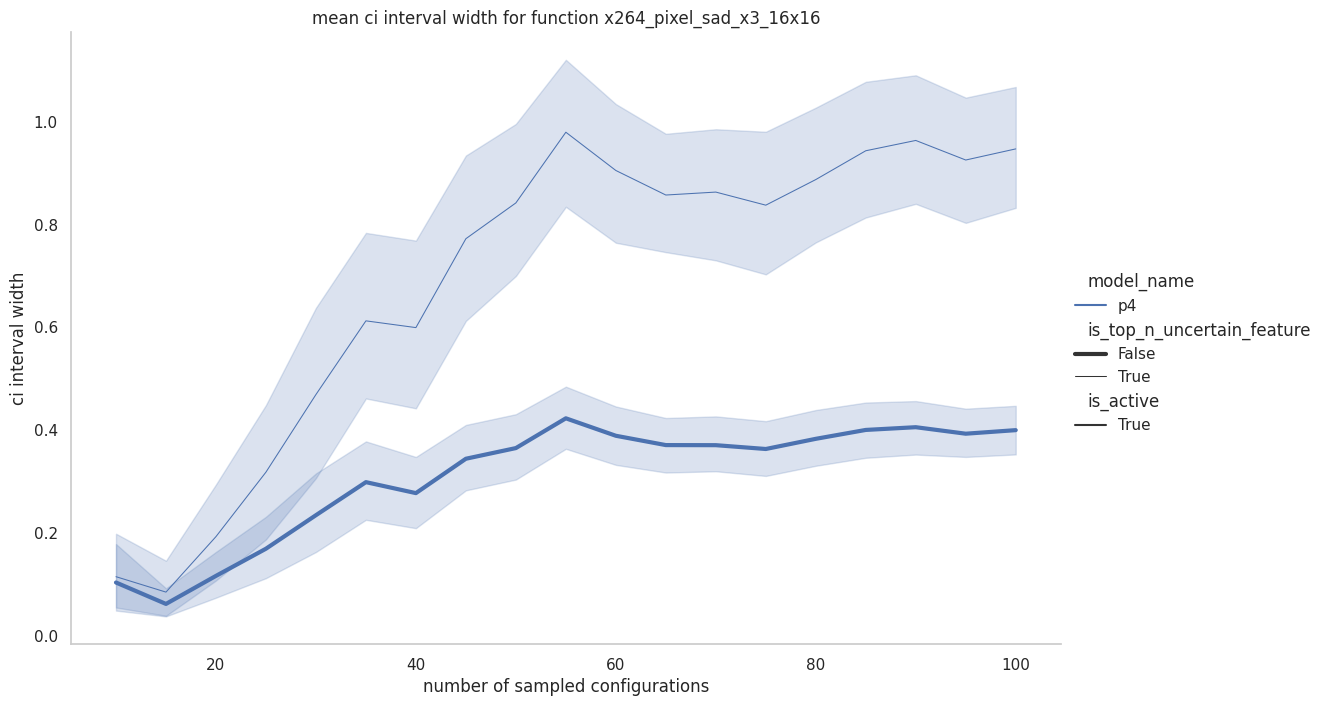 mean ci interval width for function x264_pixel_sad_x3_16x16
ci interval width
1.0
0.8
0.6
0.4
0.2
0.0
20
40
60
80
100
number of sampled configurations
model_name
p4
is_top_n_uncertain_feature
False
True
is_active
True